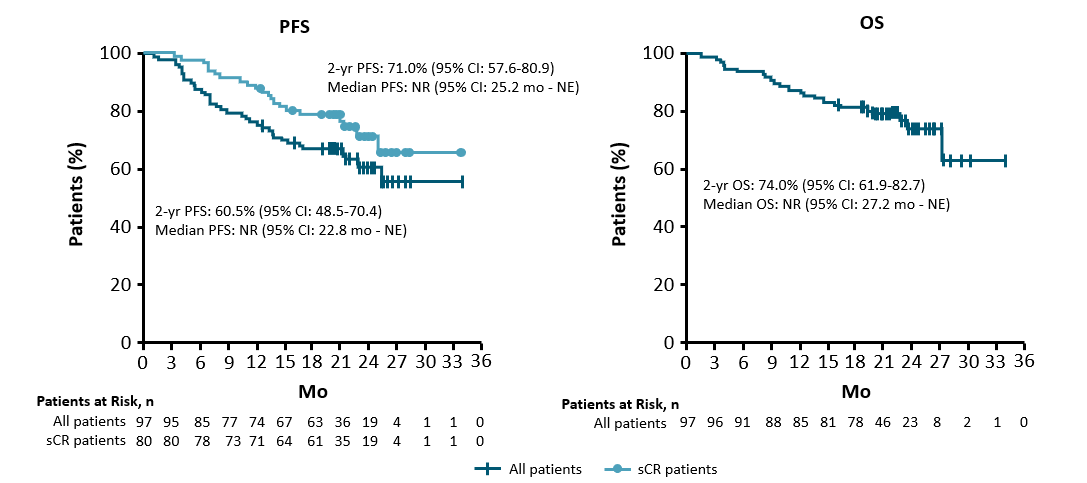 PFS
100
80
60
40
20
0
Patients (%)
2-yr PFS: 71.0% (95% CI: 57.6-80.9)
Median PFS: NR (95% CI: 25.2 mo - NE)
2-yr PFS: 60.5% (95% CI: 48.5-70.4)
Median PFS: NR (95% CI: 22.8 mo - NE)
0 3 6 9 12 15 18 21 24 27 30 33 36
Mo
Patients at Risk, n
All patients 97 95 85 77 74 67 63 36 19 4 1 1 0
sCR patients 80 80 78 73 71 64 61 35 19 4 1 1 0
OS
100
80
60
40
20
0
Patients (%)
2-yr OS: 74.0% (95% CI: 61.9-82.7)
Median OS: NR (95% CI: 27.2 mo - NE)
0 3 6 9 12 15 18 21 24 27 30 33 36
Mo
Patients at Risk, n
All patients 97 96 91 88 85 81 78 46 23 8 2 1 0
All patients sCR patients